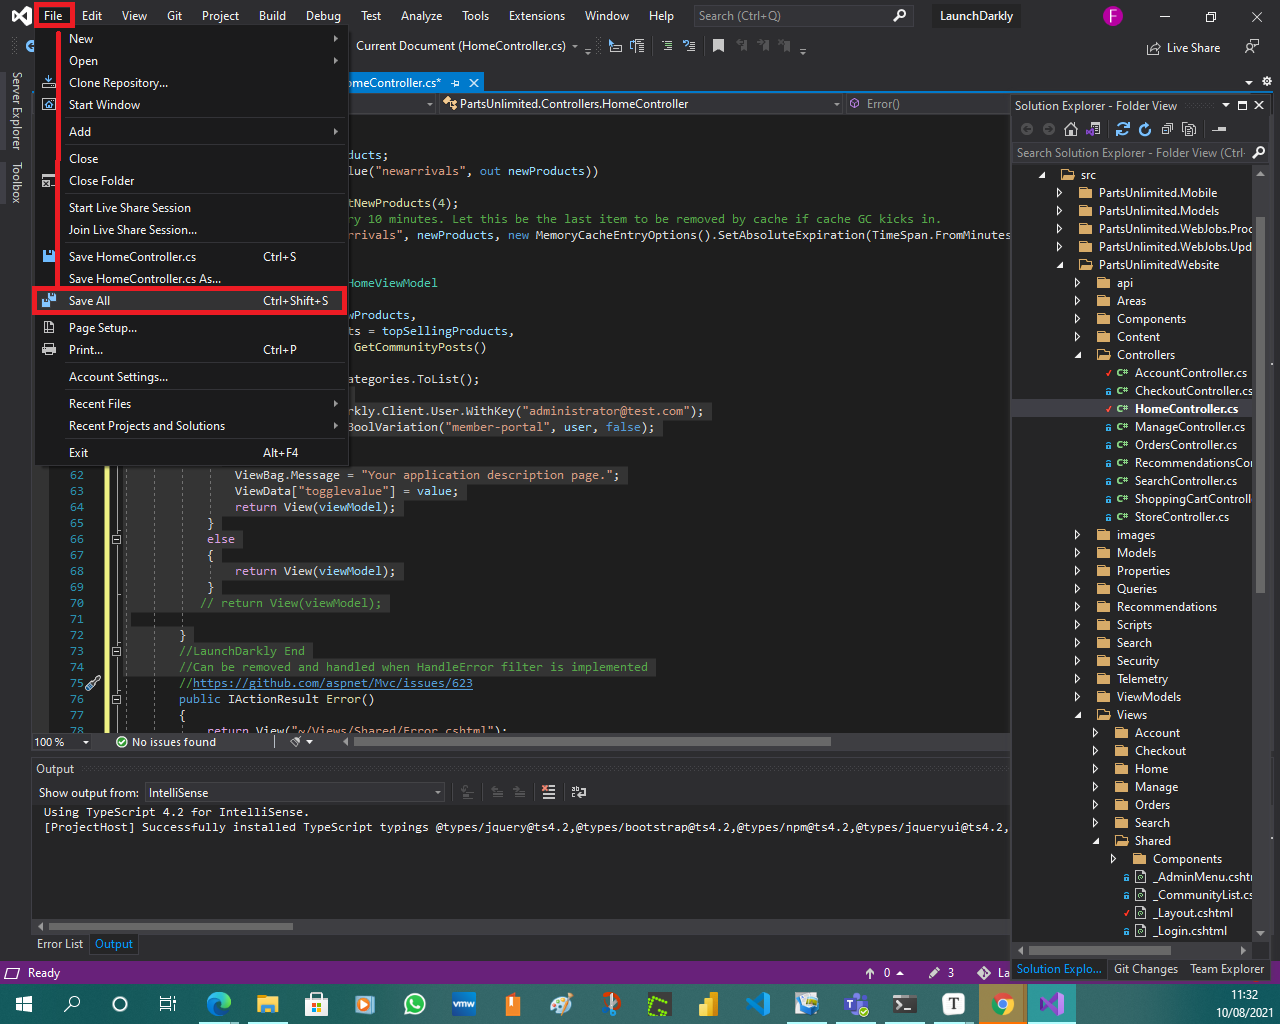 File Edit View Git Project Build Debug Test Analyze Tools Extensions Window Help Search (Ctrl+Q) LaunchDarkly F
Current Document (HomeController.cs) Live Share
New
Open
Clone Repository...
Start Window
Add
Close
Close Folder
Start Live Share Session
Join Live Share Session...
Save HomeController.cs Ctrl+S
Save HomeController.cs As...
Save All Ctrl+Shift+S
Page Setup...
Print... Ctrl+P
Account Settings...
Recent Files
Recent Projects and Solutions
Exit Alt+F4
Server Explorer
Toolbox
omeController.cs*
PartsUnlimited.Controllers.HomeController Error()
ducts;
lue("newarrivals", out newProducts))
tNewProducts(4);
ry 10 minutes. Let this be the last item to be removed by cache if cache GC kicks in.
rrivals", newProducts, new MemoryCacheEntryOptions().SetAbsoluteExpiration(TimeSpan.FromMinutes
HomeViewModel
wProducts,
ts = topSellingProducts,
GetCommunityPosts()
ategories.ToList();
rkly.Client.User.WithKey("administrator@test.com");
BoolVariation("member-portal", user, false);
62 ViewBag.Message = "Your application description page.";
63 ViewData["togglevalue"] = value;
64 return View(viewModel);
65 }
66 else
67 {
68 return View(viewModel);
69 }
70 // return View(viewModel);
71
72 }
73 //LaunchDarkly End
74 //Can be removed and handled when HandleError filter is implemented
75 //https://github.com/aspnet/Mvc/issues/623
76 public IActionResult Error()
77 {
78 return View("~/Views/Shared/Error.cshtml");
100 % No issues found
Output
Show output from: IntelliSense
Using TypeScript 4.2 for IntelliSense.
[ProjectHost] Successfully installed TypeScript typings @types/jquery@ts4.2,@types/bootstrap@ts4.2,@types/npm@ts4.2,@types/jqueryui@ts4.2,
Error List Output
Solution Explorer - Folder View
Search Solution Explorer - Folder View (Ctrl-
src
PartsUnlimited.Mobile
PartsUnlimited.Models
PartsUnlimited.WebJobs.Proc
PartsUnlimited.WebJobs.Upd
PartsUnlimitedWebsite
api
Areas
Components
Content
Controllers
C# AccountController.cs
C# CheckoutController.cs
C# HomeController.cs
C# ManageController.cs
C# OrdersController.cs
C# RecommendationsCo
C# SearchController.cs
C# ShoppingCartControll
C# StoreController.cs
images
Models
Properties
Queries
Recommendations
Scripts
Search
Security
Telemetry
ViewModels
Views
Account
Checkout
Home
Manage
Orders
Search
Shared
Components
_AdminMenu.cshtm
_CommunityList.cs
_Layout.cshtml
_Login.cshtml
Solution Explo... Git Changes Team Explorer
Ready 0 3 La
vmw T
11:32
10/08/2021